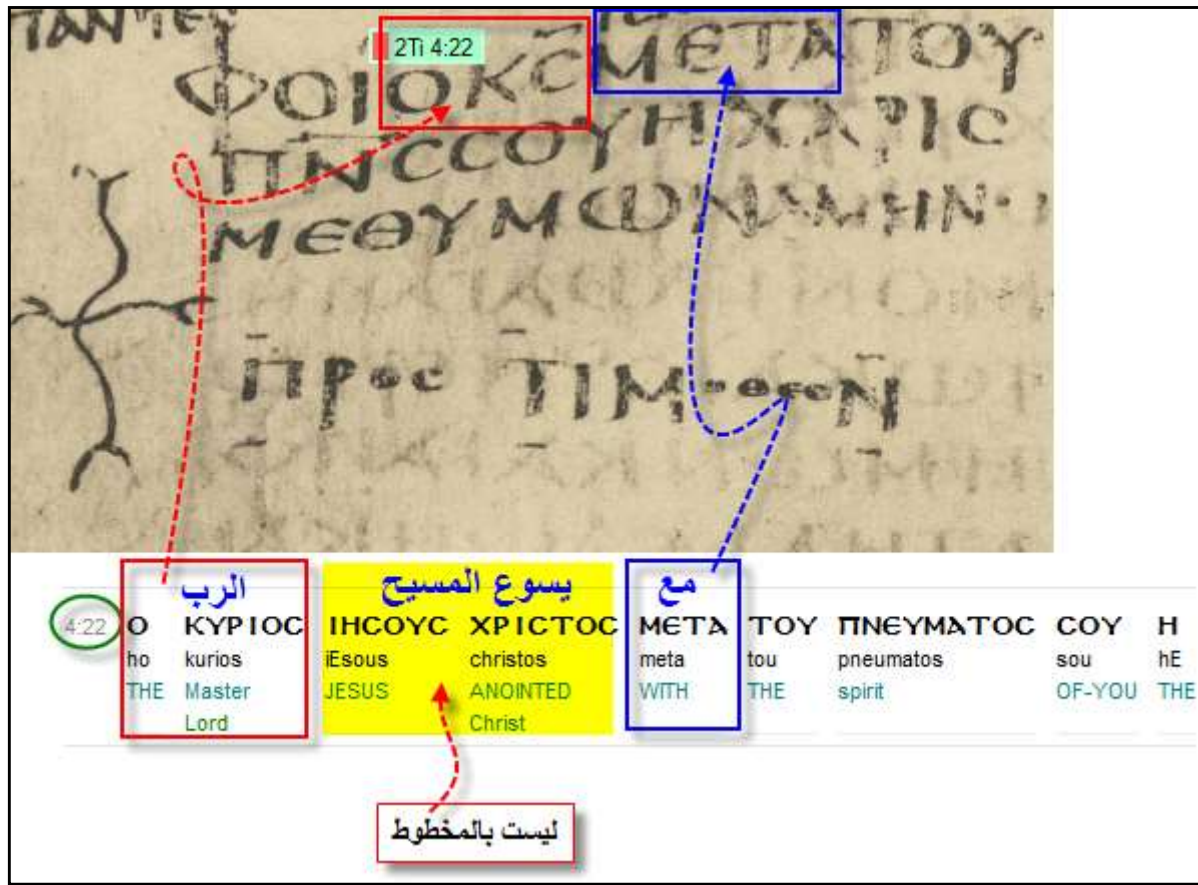 ΤΑΝΤΕϹ
2Ti 4:22
ΦΟΙΟΚϹΜΕΤΑΤΟΥ
ΠΝϹϹΟΥΗΧΑΡΙϹ
ΜΕΘΥΜΩΝΑΜΗΝ·
ΠΡοϲ ΤΙΜοθεοΝ
الرب يسوع المسيح مع
4:22 Ο ΚΥΡΙΟϹ ΙΗϹΟΥϹ ΧΡΙϹΤΟϹ ΜΕΤΑ ΤΟΥ ΠΝΕΥΜΑΤΟϹ ϹΟΥ Η
ho kurios iEsous christos meta tou pneumatos sou hE
THE Master JESUS ANOINTED WITH THE spirit OF-YOU THE
Lord Christ
ليست بالمخطوط